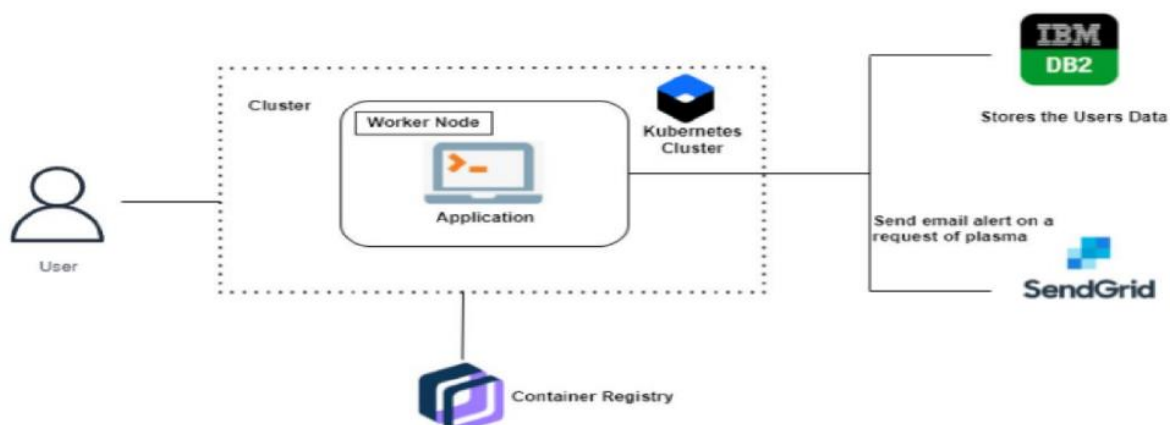 IBM
DB2
Stores the Users Data
Cluster
Worker Node
Kubernetes
Cluster
Application
User
Send email alert on a
request of plasma
SendGrid
Container Registry